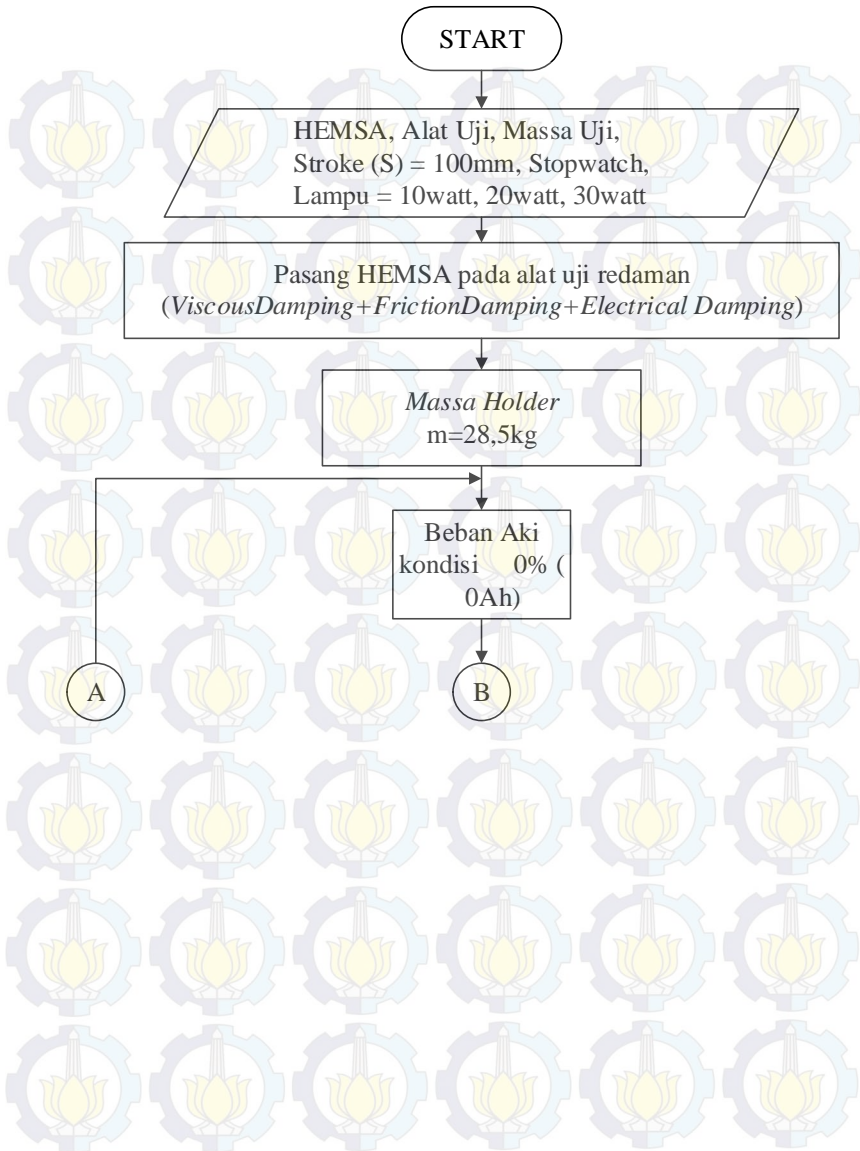 START
HEMSA, Alat Uji, Massa Uji,
Stroke (S) = 100mm, Stopwatch,
Lampu = 10watt, 20watt, 30watt
Pasang HEMSA pada alat uji redaman
(ViscousDamping+FrictionDamping+Electrical Damping)
Massa Holder
m=28,5kg
Beban Aki
kondisi 0% (
0Ah)
A
B